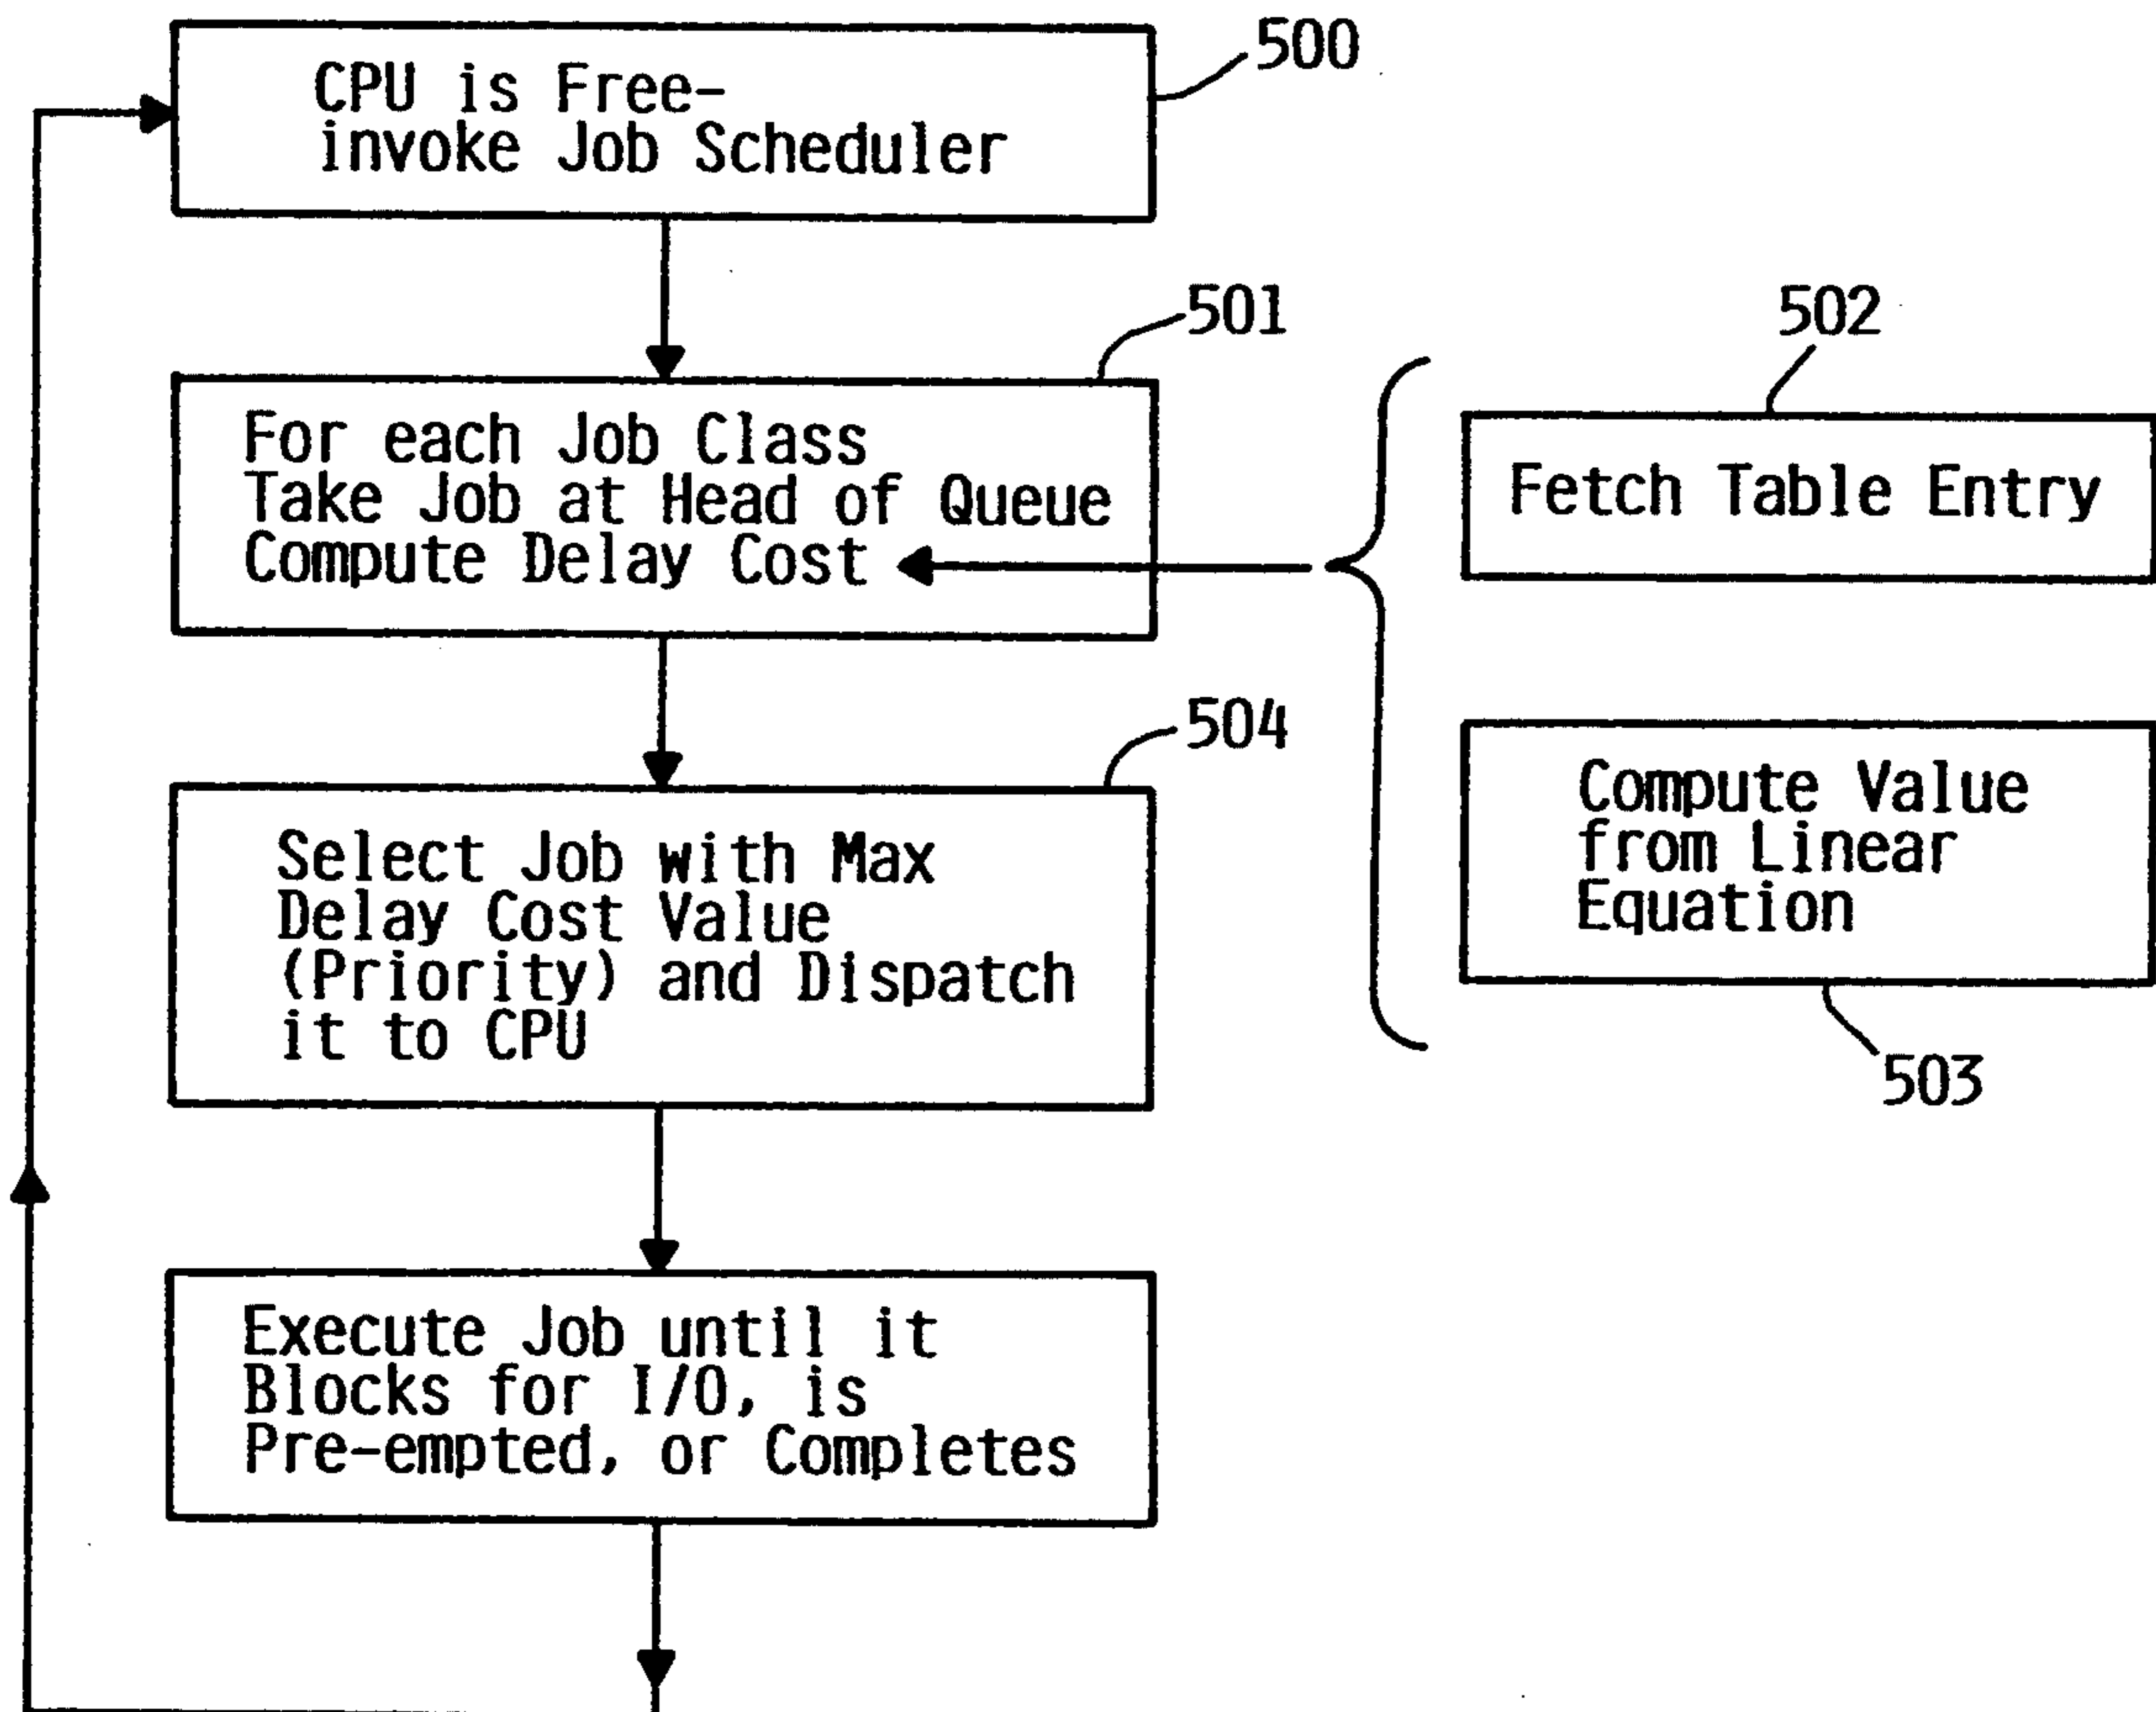 500
CPU is Free-
invoke Job Scheduler
501
For each Job Class
Take Job at Head of Queue
Compute Delay Cost
502
Fetch Table Entry
Compute Value
from Linear
Equation
503
504
Select Job with Max
Delay Cost Value
(Priority) and Dispatch
it to CPU
Execute Job until it
Blocks for I/O, is
Pre-empted, or Completes